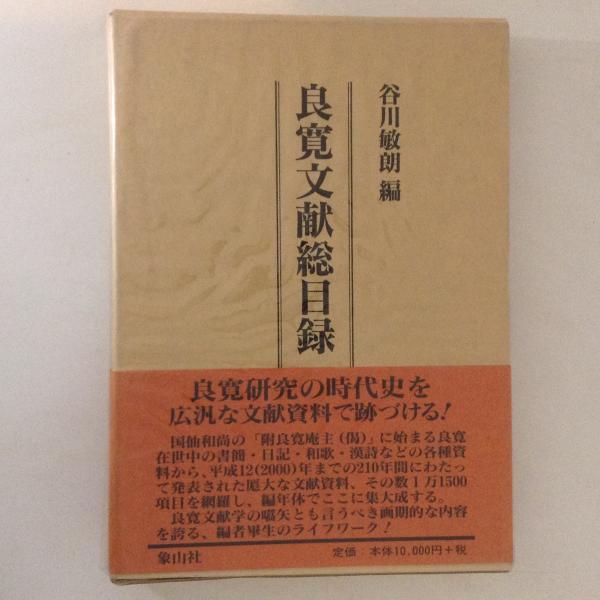 谷川敏朗 編
良寛文献総目録
良寛研究の時代史を
広汎な文献資料で跡づける!
国仙和尚の「附良寛庵主(偈)」に始まる良寛
在世中の書簡・日記・和歌・漢詩などの各種資
料から、平成12(2000)年までの210年間にわたっ
て発表された厖大な文献資料、その数1万1500
項目を網羅し、編年体でここに集大成する。
良寛文献学の嚆矢とも言うべき画期的な内容
を誇る、編者畢生のライフワーク!
象山社
定価:本体10,000円+税